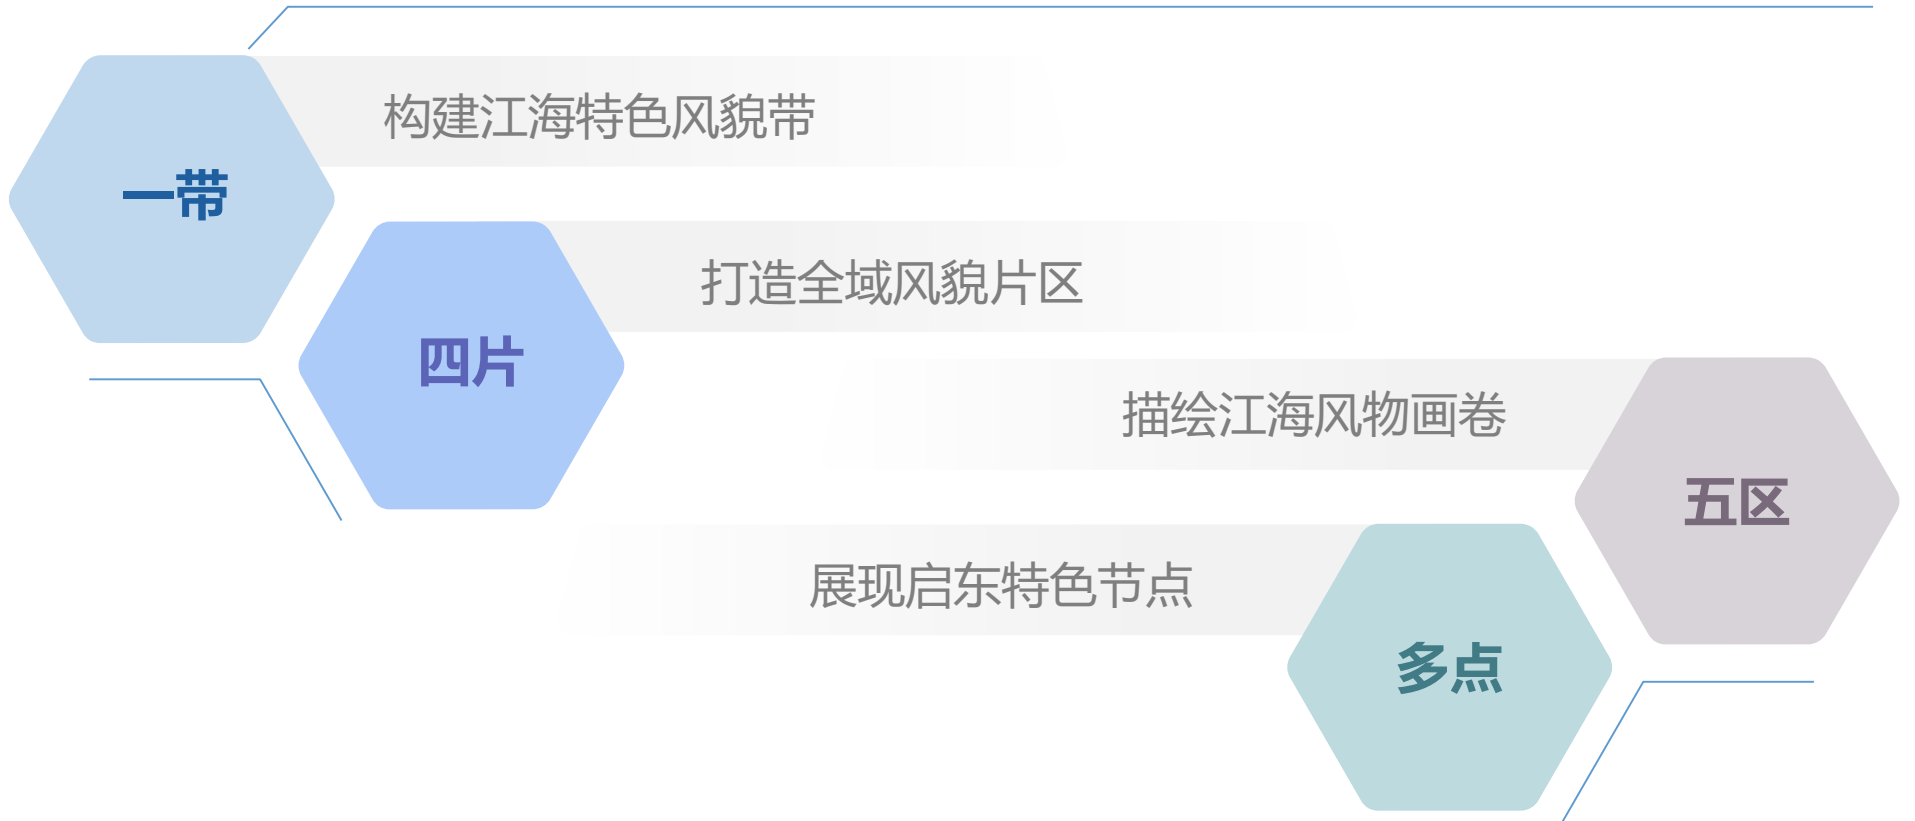 构建江海特色风貌带
一带
打造全域风貌片区
四片
描绘江海风物画卷
五区
展现启东特色节点
多点